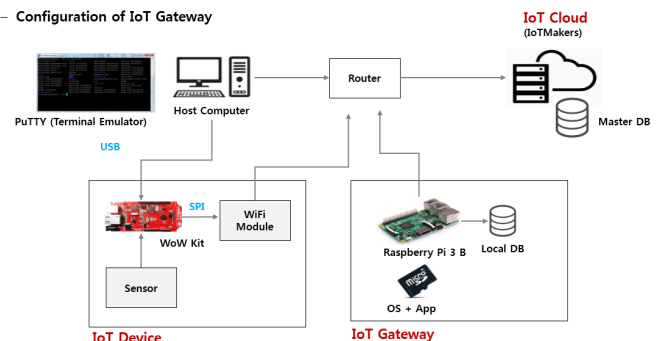 – Configuration of IoT Gateway
IoT Cloud
(IoTMakers)
Router
Host Computer
PuTTY (Terminal Emulator)
Master DB
USB
SPI
WiFi
Module
WoW Kit
Sensor
IoT Device
Raspberry Pi 3 B
Local DB
micro
OS + App
IoT Gateway